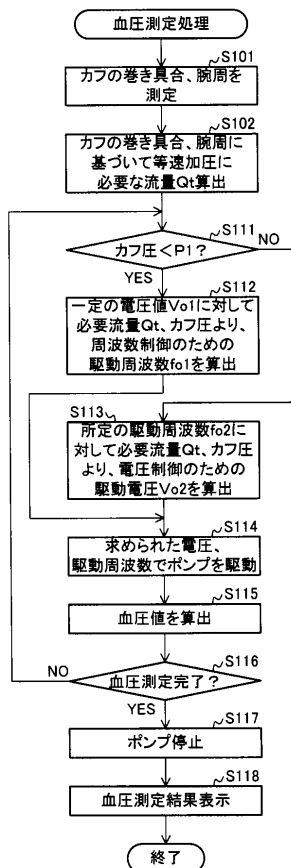 血圧測定処理
S101
カフの巻き具合、腕周を
測定
S102
カフの巻き具合、腕周に
基づいて等速加圧に
必要な流量Qt算出
S111
カフ圧<P1?
NO
YES
S112
一定の電圧値Vo1に対して
必要流量Qt、カフ圧より、
周波数制御のための
駆動周波数fo1を算出
S113
所定の駆動周波数fo2に
対して必要流量Qt、カフ圧
より、電圧制御のための
駆動電圧Vo2を算出
S114
求められた電圧、
駆動周波数でポンプを駆動
S115
血圧値を算出
S116
NO
血圧測定完了?
YES
S117
ポンプ停止
S118
血圧測定結果表示
終了